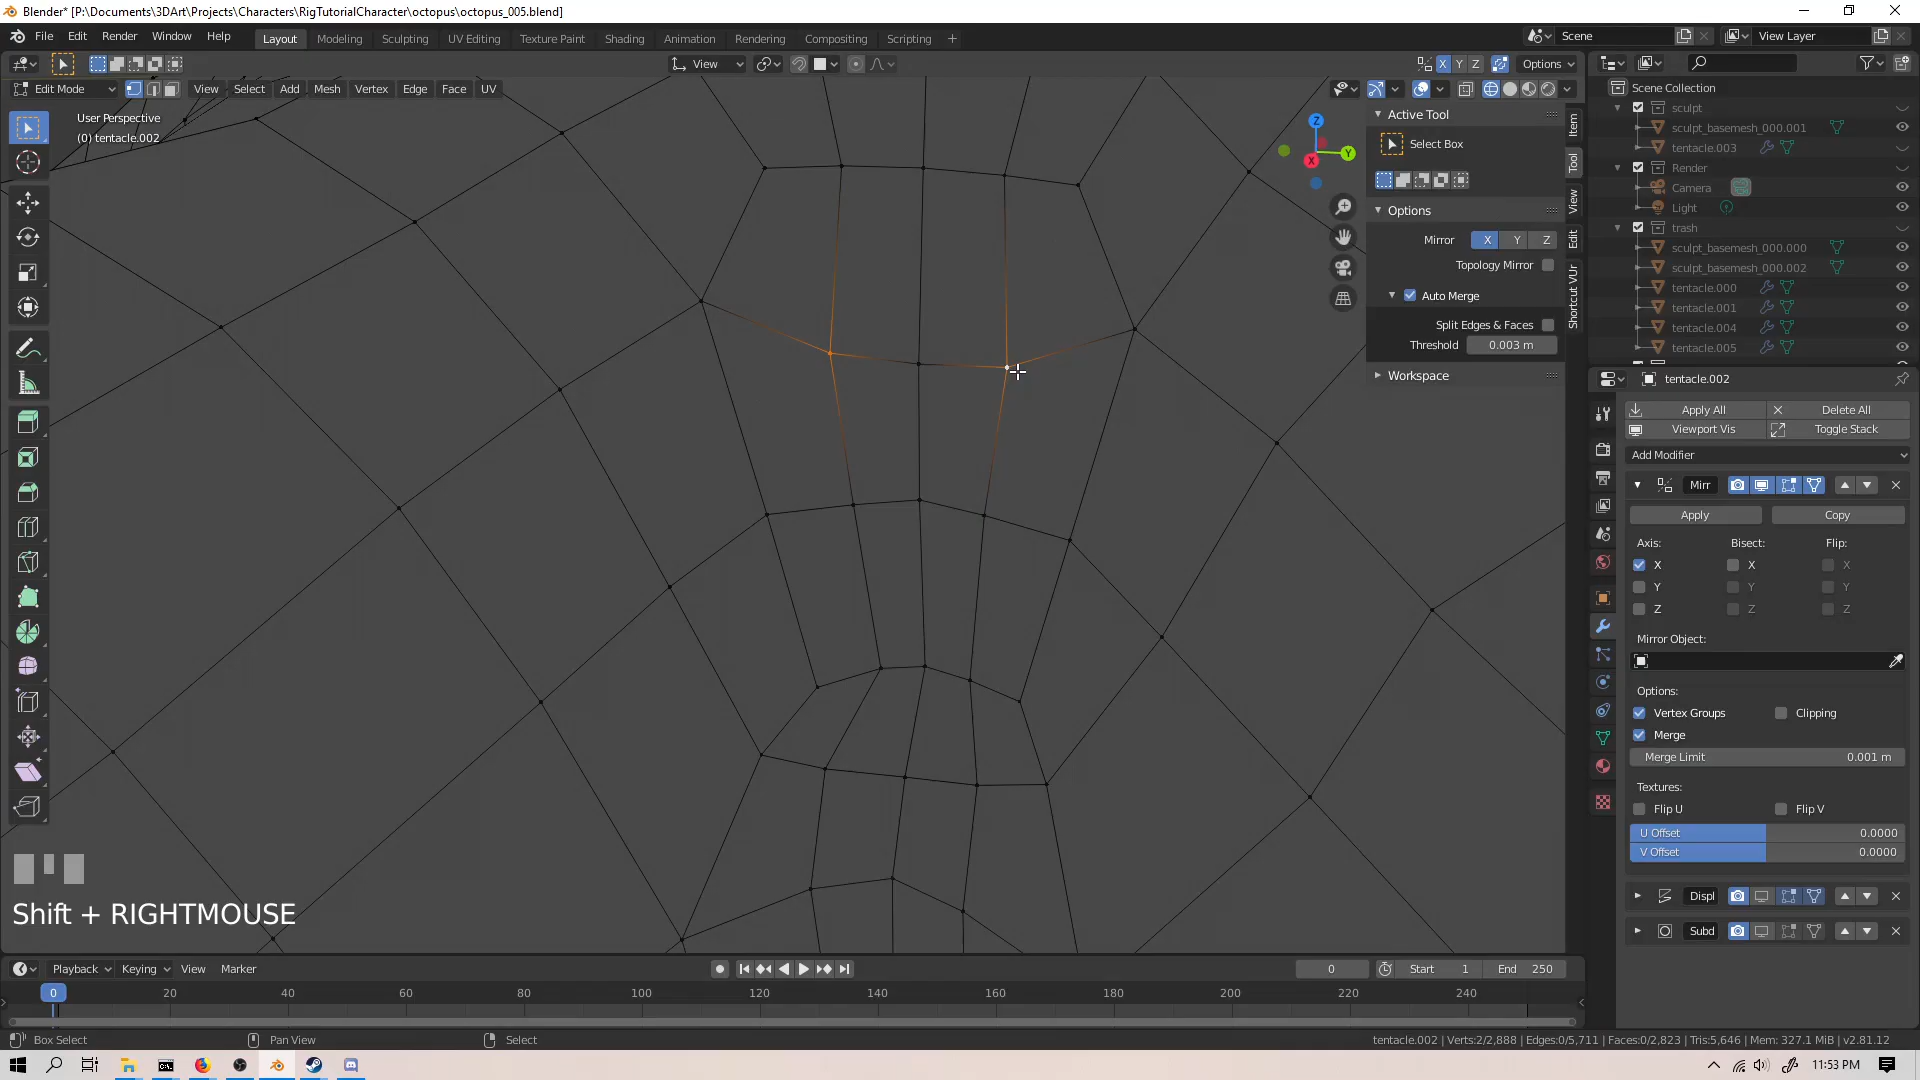 Blender* [P:\Documents\3DArt\Projects\Characters\RigTutorialCharacter\octopus\octopus_005.blend]
File Edit Render Window Help Layout Modeling Sculpting UV Editing Texture Paint Shading Animation Rendering Compositing Scripting + Scene View Layer
View X Y Z Options
Edit Mode View Select Add Mesh Vertex Edge Face UV
User Perspective
(0) tentacle.002
Z
Y
X
Active Tool
Select Box
Options
Mirror X Y Z
Topology Mirror
Auto Merge
Split Edges & Faces
Threshold 0.003 m
Workspace
Item
Tool
View
Edit
Shortcut VUr
Scene Collection
sculpt
sculpt_basemesh_000.001
tentacle.003
Render
Camera
Light
trash
sculpt_basemesh_000.000
sculpt_basemesh_000.002
tentacle.000
tentacle.001
tentacle.004
tentacle.005
tentacle.002
Apply All Delete All
Viewport Vis Toggle Stack
Add Modifier
Mirr
Apply Copy
Axis: Bisect: Flip:
X X X
Y Y Y
Z Z Z
Mirror Object:
Options:
Vertex Groups Clipping
Merge
Merge Limit 0.001 m
Textures:
Flip U Flip V
U Offset 0.0000
V Offset 0.0000
Displ
Subd
Shift + RIGHTMOUSE
Playback Keying View Marker 0 Start 1 End 250
0 20 40 60 80 100 120 140 160 180 200 220 240
Box Select Pan View Select tentacle.002 | Verts:2/2,888 | Edges:0/5,711 | Faces:0/2,823 | Tris:5,646 | Mem: 327.1 MiB | v2.81.12
11:53 PM